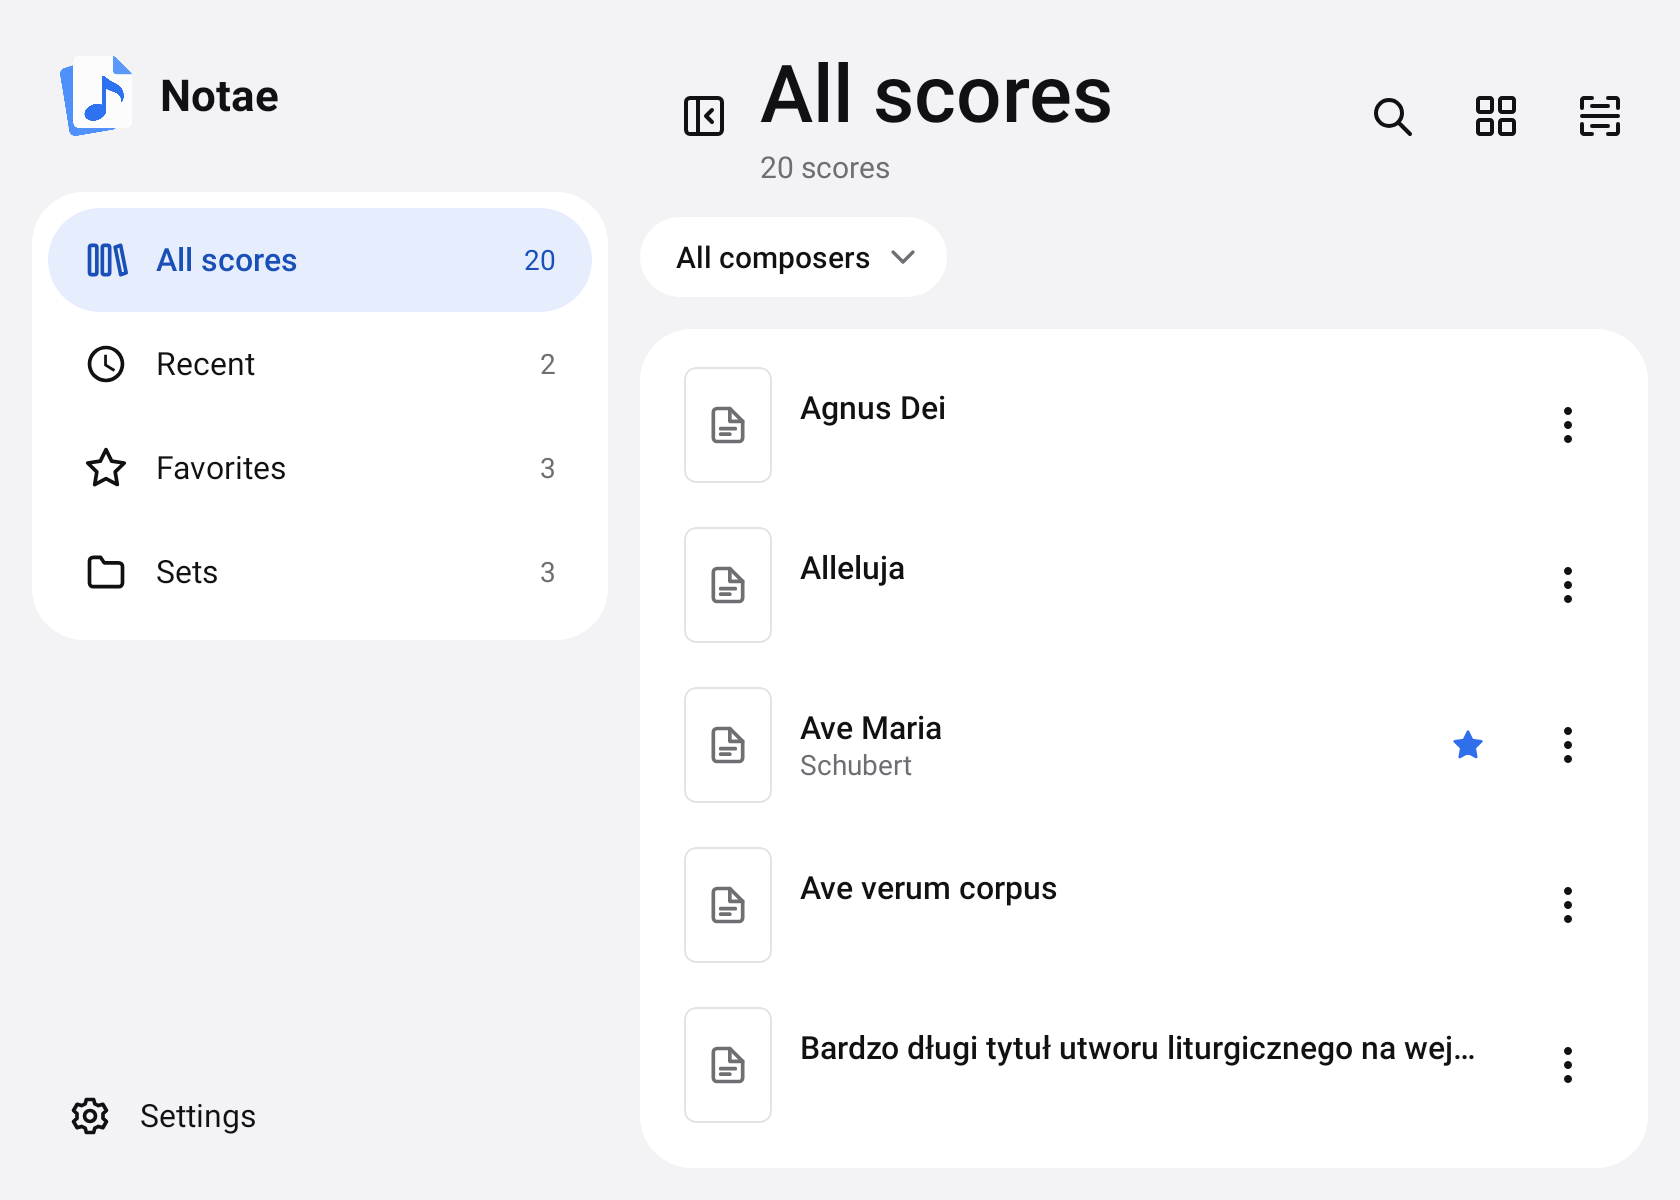 Notae
All scores 20
Recent 2
Favorites 3
Sets 3
Settings
All scores
20 scores
All composers
Agnus Dei
Alleluja
Ave Maria
Schubert
Ave verum corpus
Bardzo długi tytuł utworu liturgicznego na wej...